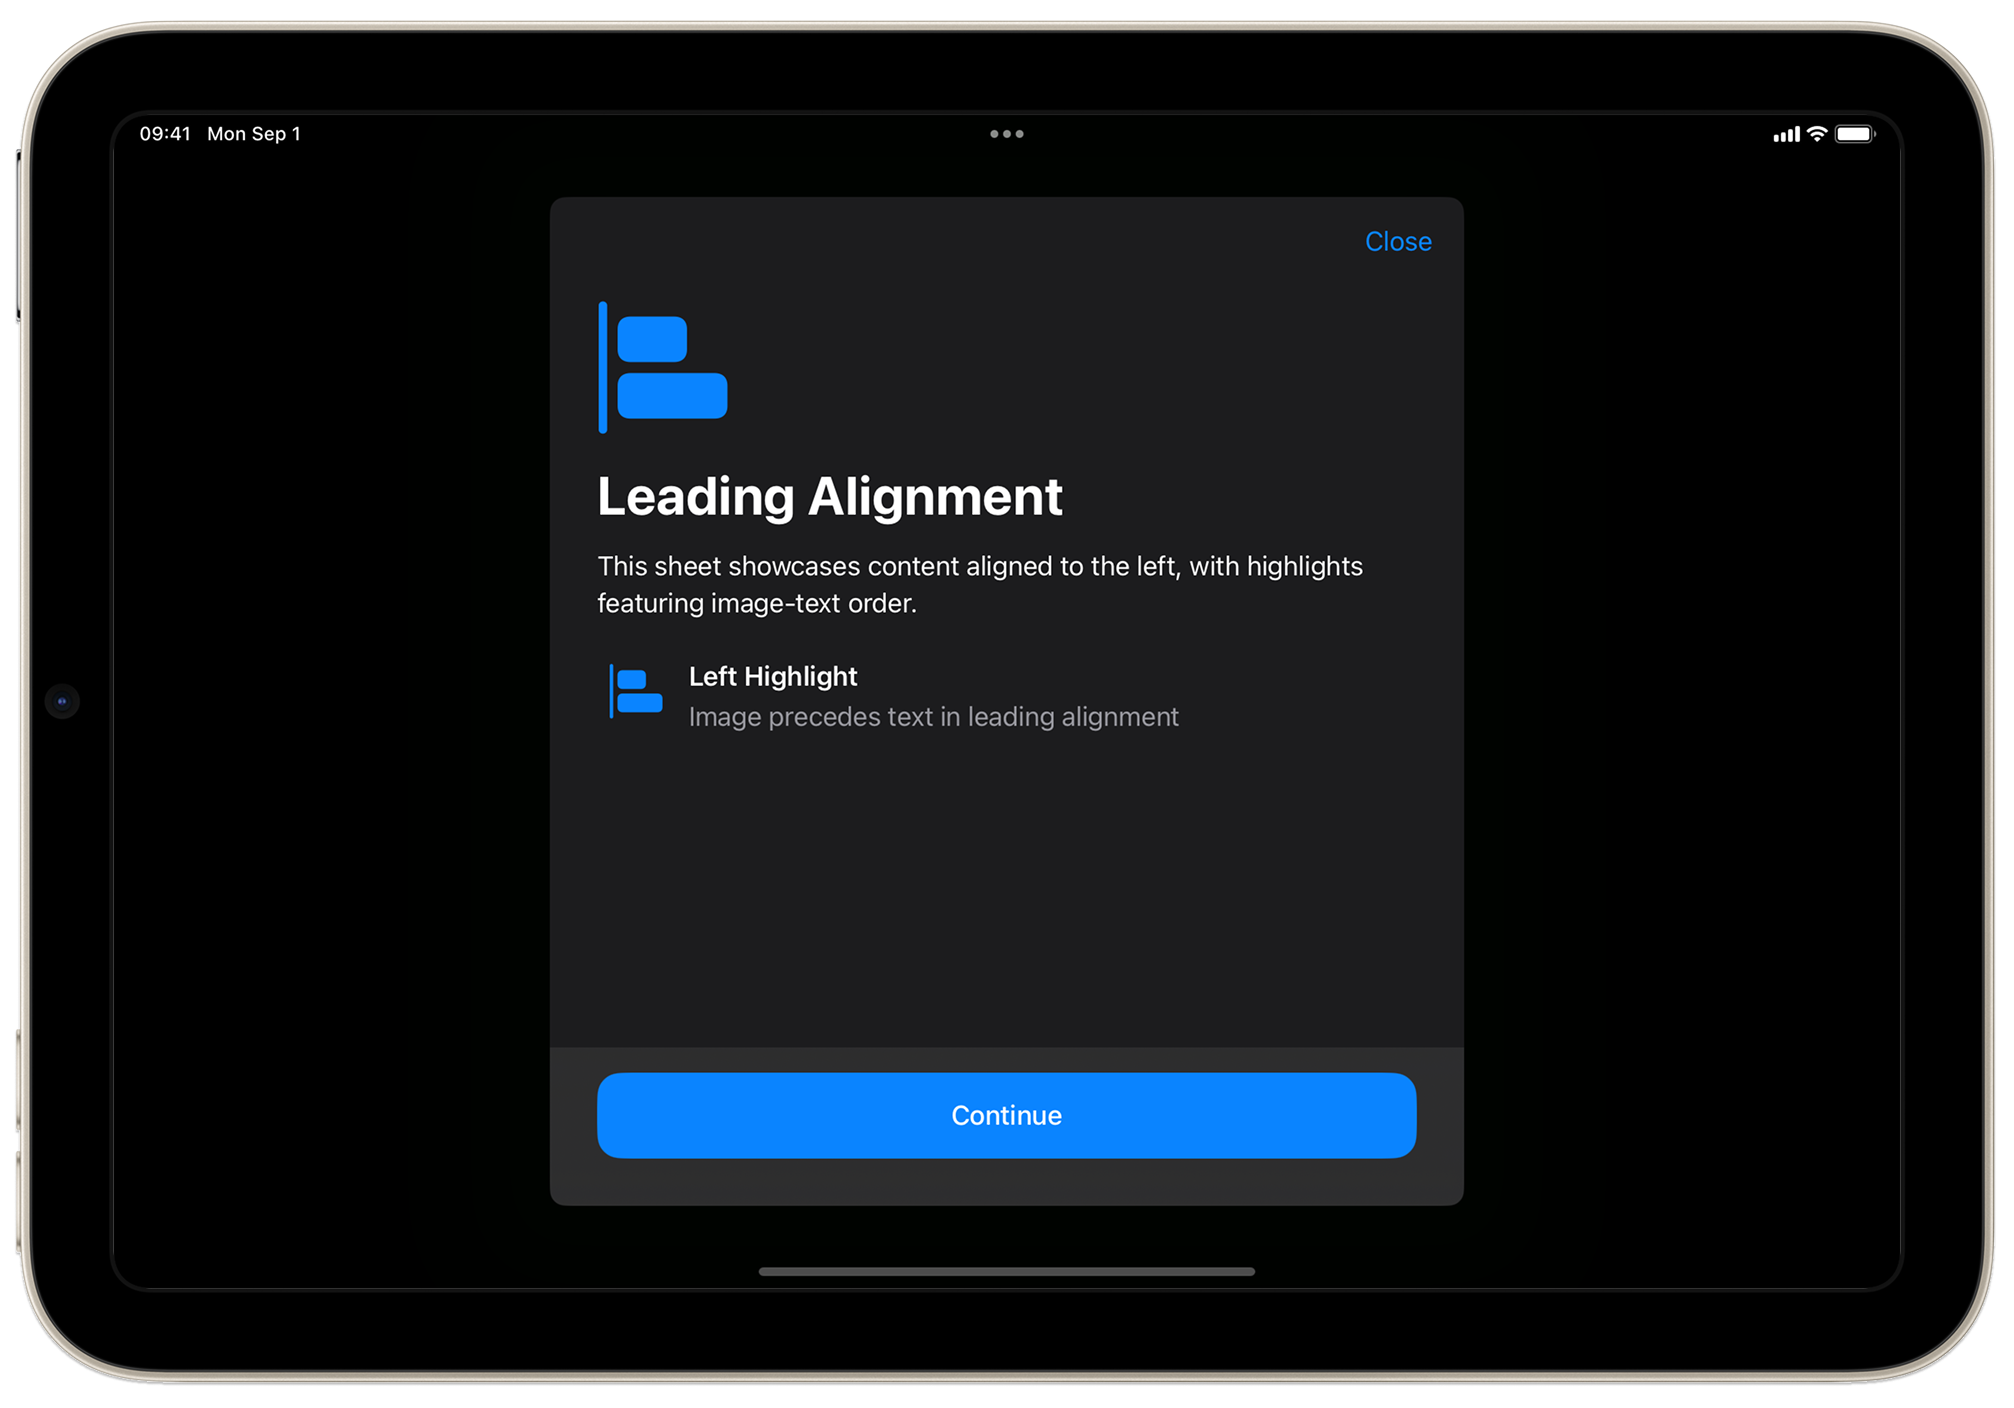 09:41 Mon Sep 1
Close
Leading Alignment
This sheet showcases content aligned to the left, with highlights
featuring image-text order.
Left Highlight
Image precedes text in leading alignment
Continue